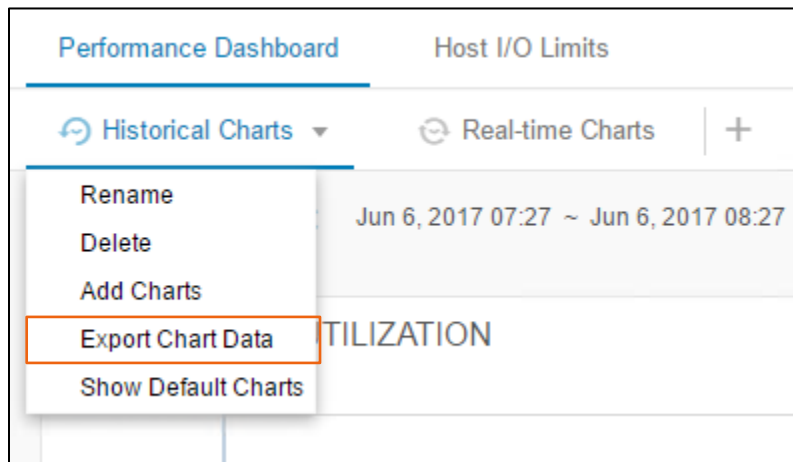 Performance Dashboard Host I/O Limits
Historical Charts Real-time Charts
Rename
Jun 6, 2017 07:27 ~ Jun 6, 2017 08:27
Delete
Add Charts
Export Chart Data
TILIZATION
Show Default Charts